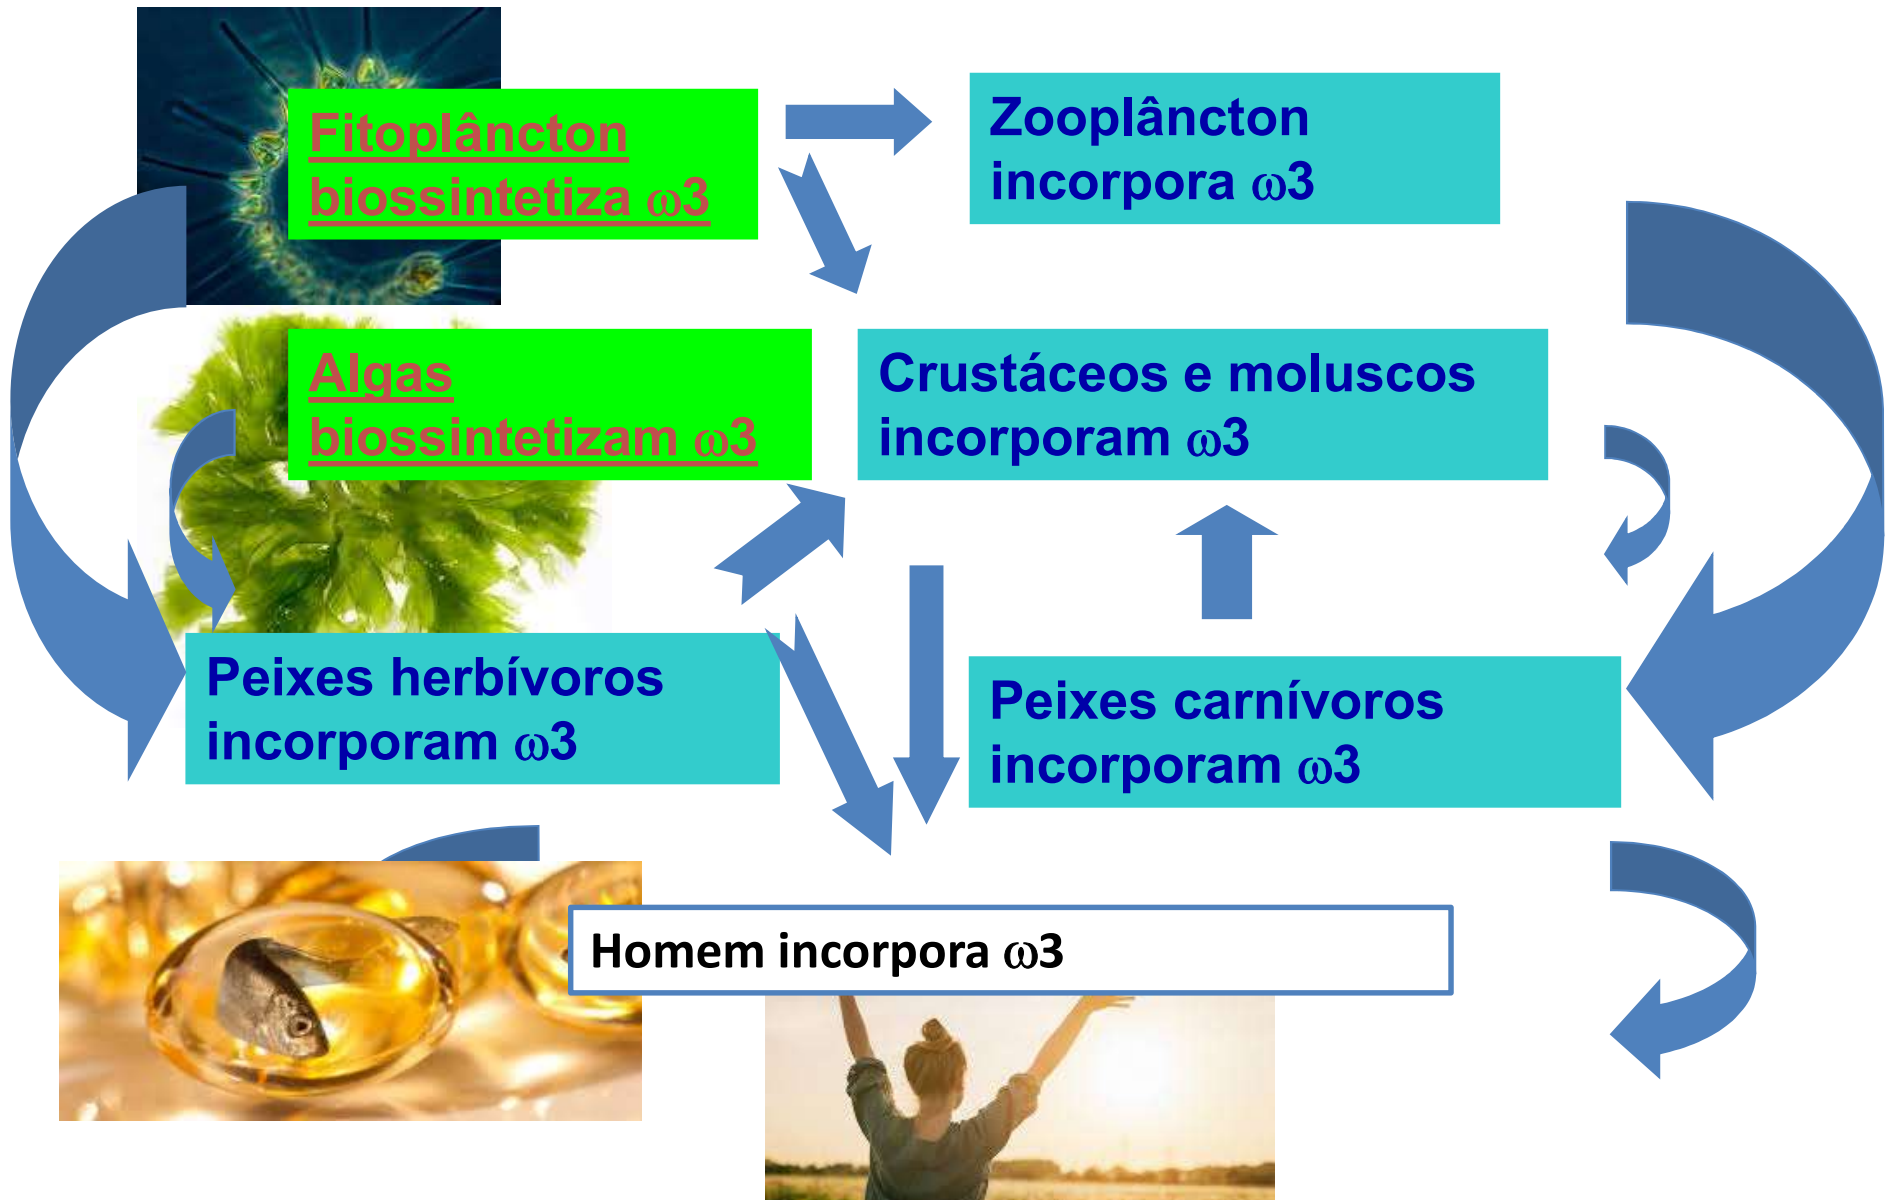 Fitoplâncton
biossintetiza ω3
Zooplâncton
incorpora ω3
Algas
biossintetizam ω3
Crustáceos e moluscos
incorporam ω3
Peixes herbívoros
incorporam ω3
Peixes carnívoros
incorporam ω3
Homem incorpora ω3